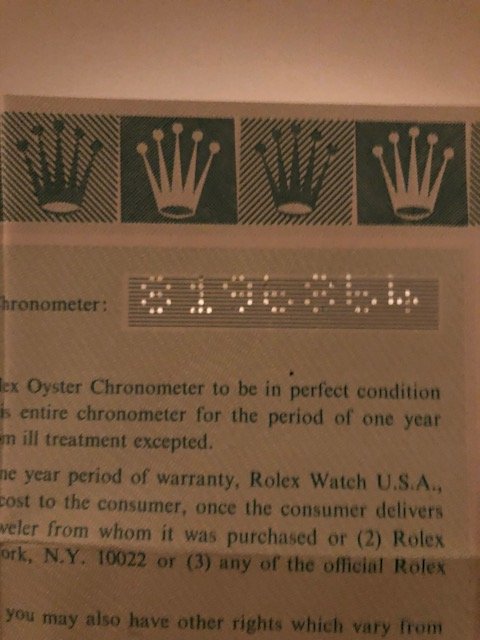 hronometer: 8196864
lex Oyster Chronometer to be in perfect condition
is entire chronometer for the period of one year
m ill treatment excepted.
ne year period of warranty, Rolex Watch U.S.A.,
cost to the consumer, once the consumer delivers
weler from whom it was purchased or (2) Rolex
ork, N.Y. 10022 or (3) any of the official Rolex
you may also have other rights which vary from